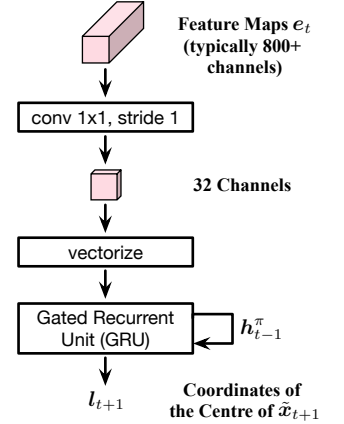 Feature Maps eₜ
(typically 800+
channels)
conv 1x1, stride 1
32 Channels
vectorize
Gated Recurrent
Unit (GRU)
h^π_{t−1}
l_{t+1}
Coordinates of
the Centre of x̃_{t+1}